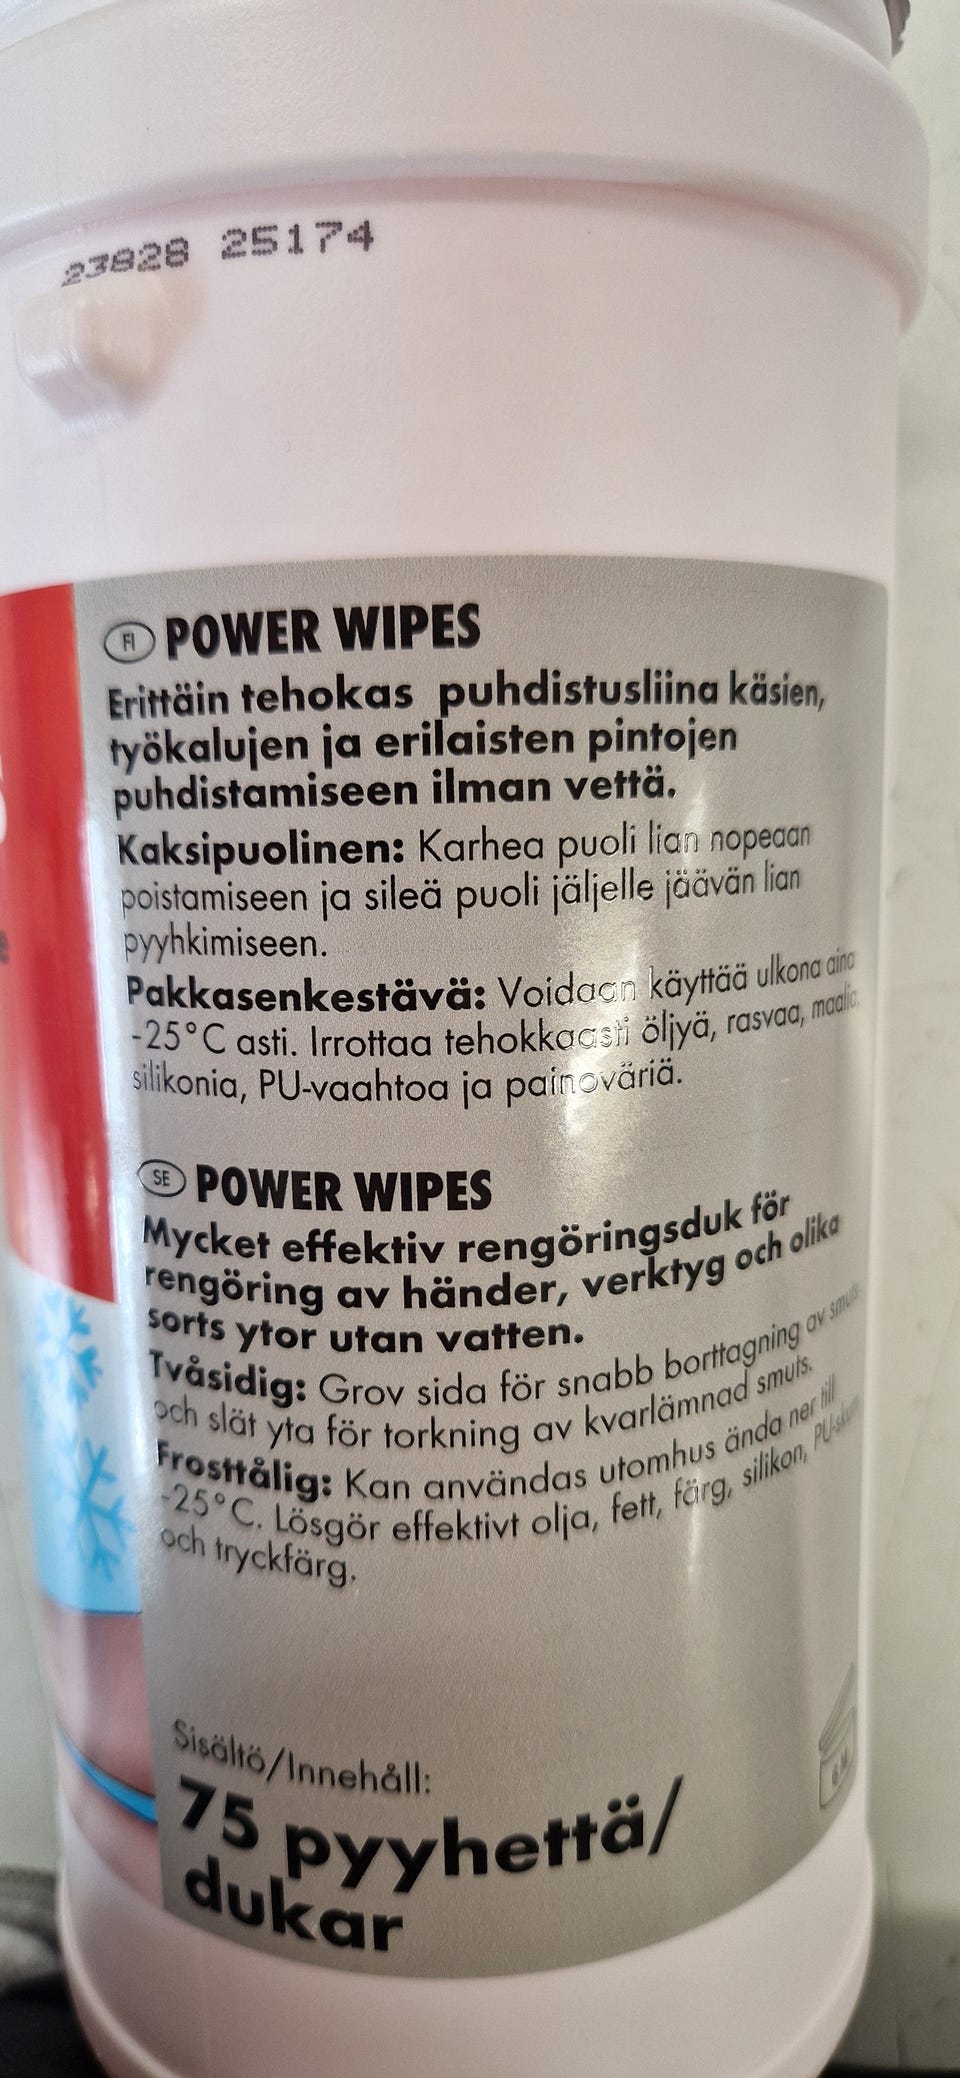 23828 25174
FI POWER WIPES
Erittäin tehokas puhdistusliina käsien,
työkalujen ja erilaisten pintojen
puhdistamiseen ilman vettä.
Kaksipuolinen: Karhea puoli lian nopeaan
poistamiseen ja sileä puoli jäljelle jäävän lian
pyyhkimiseen.
Pakkasenkestävä: Voidaan käyttää ulkona aina
-25°C asti. Irrottaa tehokkaasti öljyä, rasvaa, maalia,
silikonia, PU-vaahtoa ja painoväriä.
SE POWER WIPES
Mycket effektiv rengöringsduk för
rengöring av händer, verktyg och olika
sorts ytor utan vatten.
Tvåsidig: Grov sida för snabb borttagning av smuts
och slät yta för torkning av kvarlämnad smuts.
Frosttålig: Kan användas utomhus ända ner till
-25°C. Lösgör effektivt olja, fett, färg, silikon,
och tryckfärg.
Sisältö/Innehåll:
75 pyyhettä/
dukar